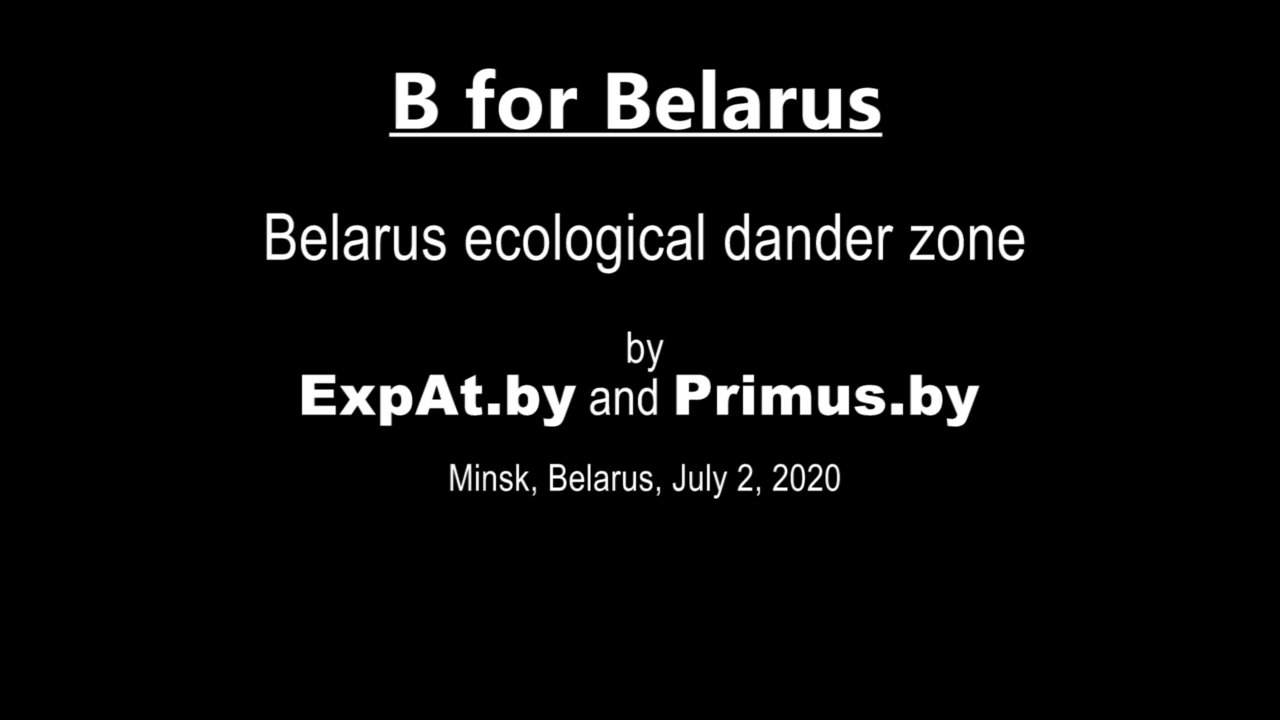 B for Belarus
Belarus ecological dander zone
by
ExpAt.by and Primus.by
Minsk, Belarus, July 2, 2020